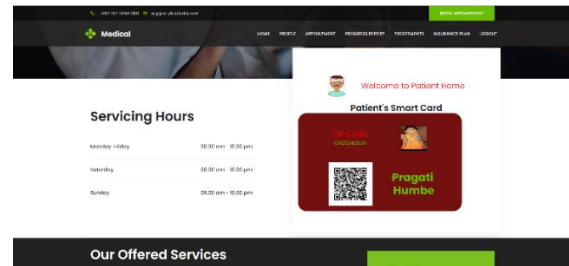 BOOK APPOINTMENT
Medical
HOME PROFILE APPOINTMENT PROGRESS REPORT TREATEMENTS INSURANCE PLAN LOGOUT
Welcome to Patient Home
Patient's Smart Card
QR Code
Pragati
Humbe
Servicing Hours
Monday Friday 08.00 am - 10.00 pm
Saturday 08.00 am - 10.00 pm
Sunday 08.00 am - 10.00 pm
Our Offered Services